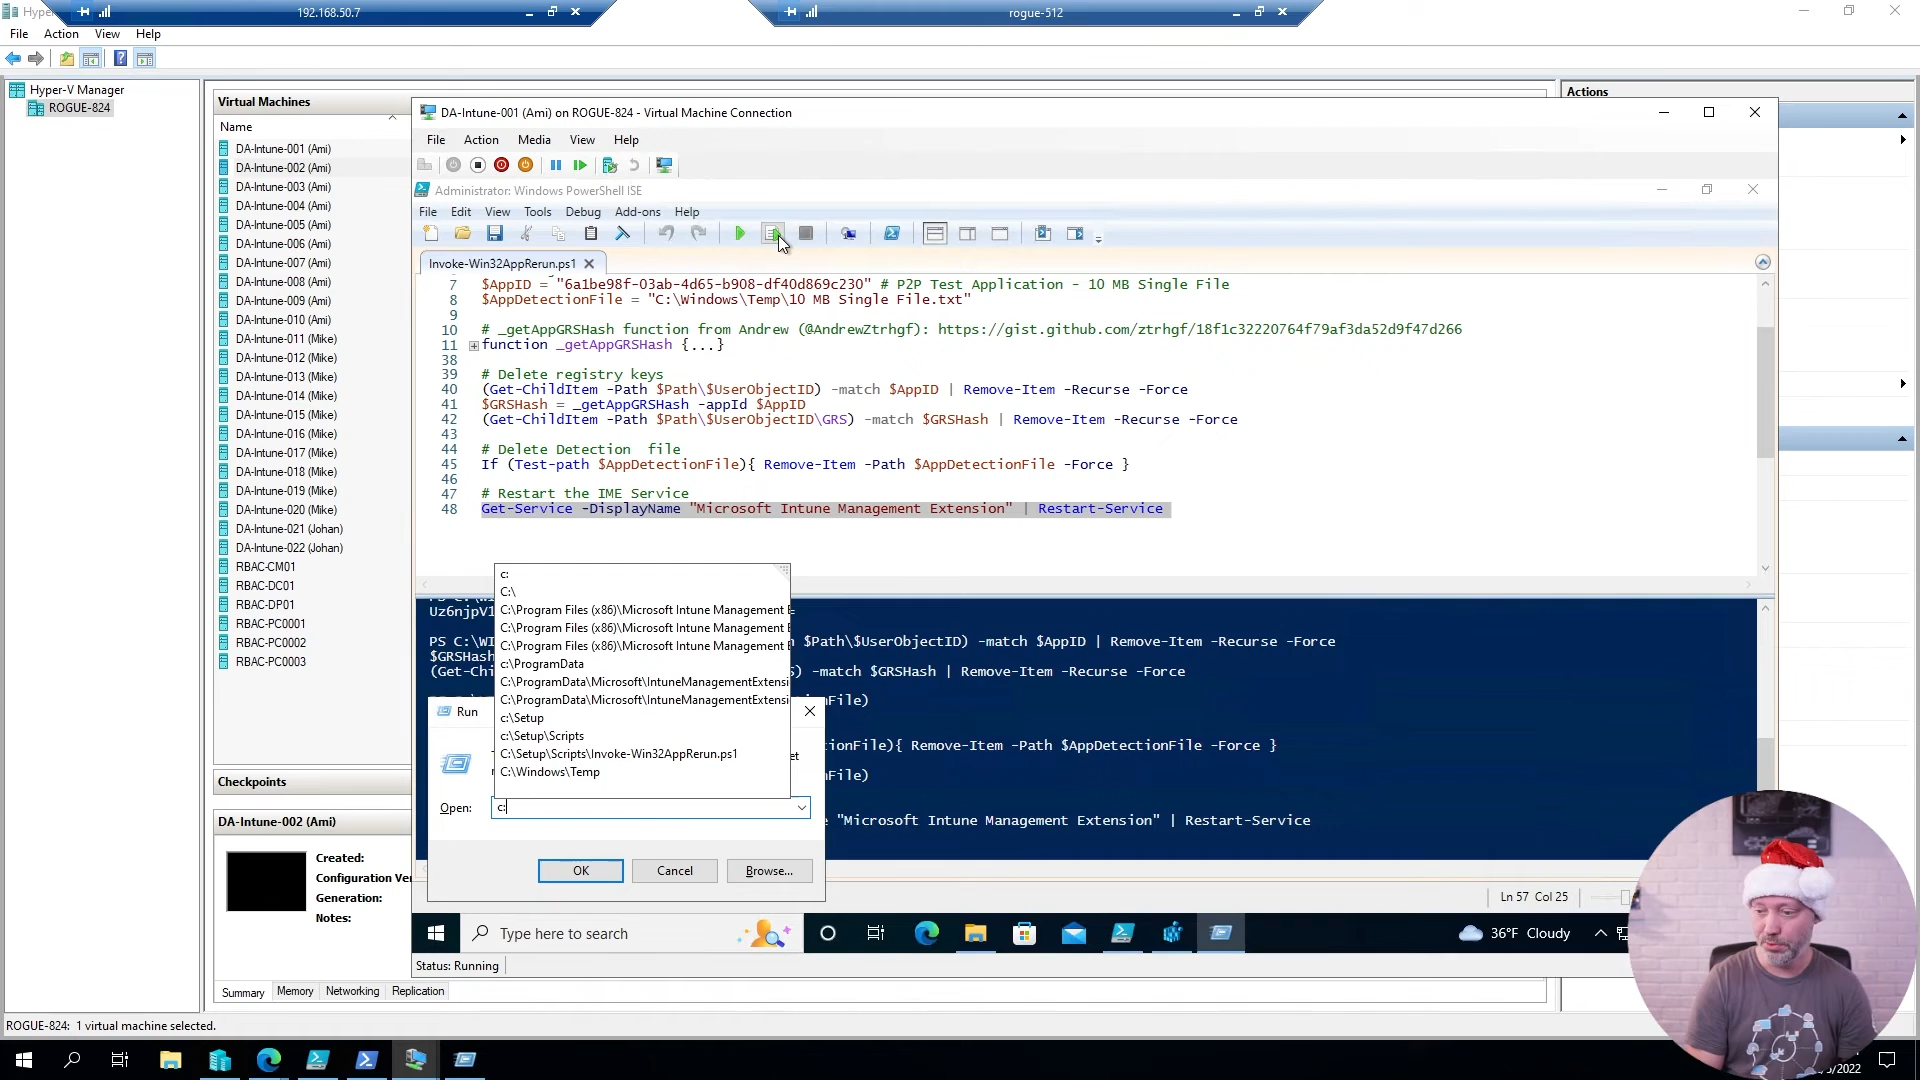 Hyper-
192.168.50.7
rogue-512
File Action View Help
Hyper-V Manager
ROGUE-824
Virtual Machines
Name
DA-Intune-001 (Ami)
DA-Intune-002 (Ami)
DA-Intune-003 (Ami)
DA-Intune-004 (Ami)
DA-Intune-005 (Ami)
DA-Intune-006 (Ami)
DA-Intune-007 (Ami)
DA-Intune-008 (Ami)
DA-Intune-009 (Ami)
DA-Intune-010 (Ami)
DA-Intune-011 (Mike)
DA-Intune-012 (Mike)
DA-Intune-013 (Mike)
DA-Intune-014 (Mike)
DA-Intune-015 (Mike)
DA-Intune-016 (Mike)
DA-Intune-017 (Mike)
DA-Intune-018 (Mike)
DA-Intune-019 (Mike)
DA-Intune-020 (Mike)
DA-Intune-021 (Johan)
DA-Intune-022 (Johan)
RBAC-CM01
RBAC-DC01
RBAC-DP01
RBAC-PC0001
RBAC-PC0002
RBAC-PC0003
Checkpoints
DA-Intune-002 (Ami)
Created:
Configuration Ver
Generation:
Notes:
Summary Memory Networking Replication
ROGUE-824: 1 virtual machine selected.
Actions
DA-Intune-001 (Ami) on ROGUE-824 - Virtual Machine Connection
File Action Media View Help
Administrator: Windows PowerShell ISE
File Edit View Tools Debug Add-ons Help
Invoke-Win32AppRerun.ps1
7 $AppID = "6a1be98f-03ab-4d65-b908-df40d869c230" # P2P Test Application - 10 MB Single File
8 $AppDetectionFile = "C:\Windows\Temp\10 MB Single File.txt"
9
10 # _getAppGRSHash function from Andrew (@AndrewZtrhgf): https://gist.github.com/ztrhgf/18f1c32220764f79af3da52d9f47d266
11 function _getAppGRSHash {...}
38
39 # Delete registry keys
40 (Get-ChildItem -Path $Path\$UserObjectID) -match $AppID | Remove-Item -Recurse -Force
41 $GRSHash = _getAppGRSHash -appId $AppID
42 (Get-ChildItem -Path $Path\$UserObjectID\GRS) -match $GRSHash | Remove-Item -Recurse -Force
43
44 # Delete Detection  file
45 If (Test-path $AppDetectionFile){ Remove-Item -Path $AppDetectionFile -Force }
46
47 # Restart the IME Service
48 Get-Service -DisplayName "Microsoft Intune Management Extension" | Restart-Service
Uz6njpV1
PS C:\WI $Path\$UserObjectID) -match $AppID | Remove-Item -Recurse -Force
$GRSHash
(Get-Chi S) -match $GRSHash | Remove-Item -Recurse -Force
nFile)
ionFile){ Remove-Item -Path $AppDetectionFile -Force }
nFile)
e "Microsoft Intune Management Extension" | Restart-Service
c:
C:\
C:\Program Files (x86)\Microsoft Intune Management E
C:\Program Files (x86)\Microsoft Intune Management E
C:\Program Files (x86)\Microsoft Intune Management E
c:\ProgramData
C:\ProgramData\Microsoft\IntuneManagementExtensi
C:\ProgramData\Microsoft\IntuneManagementExtensi
c:\Setup
c:\Setup\Scripts
C:\Setup\Scripts\Invoke-Win32AppRerun.ps1
C:\Windows\Temp
Run
et
Open: c:
OK Cancel Browse...
Ln 57 Col 25
Type here to search
36°F Cloudy
Status: Running
/2022